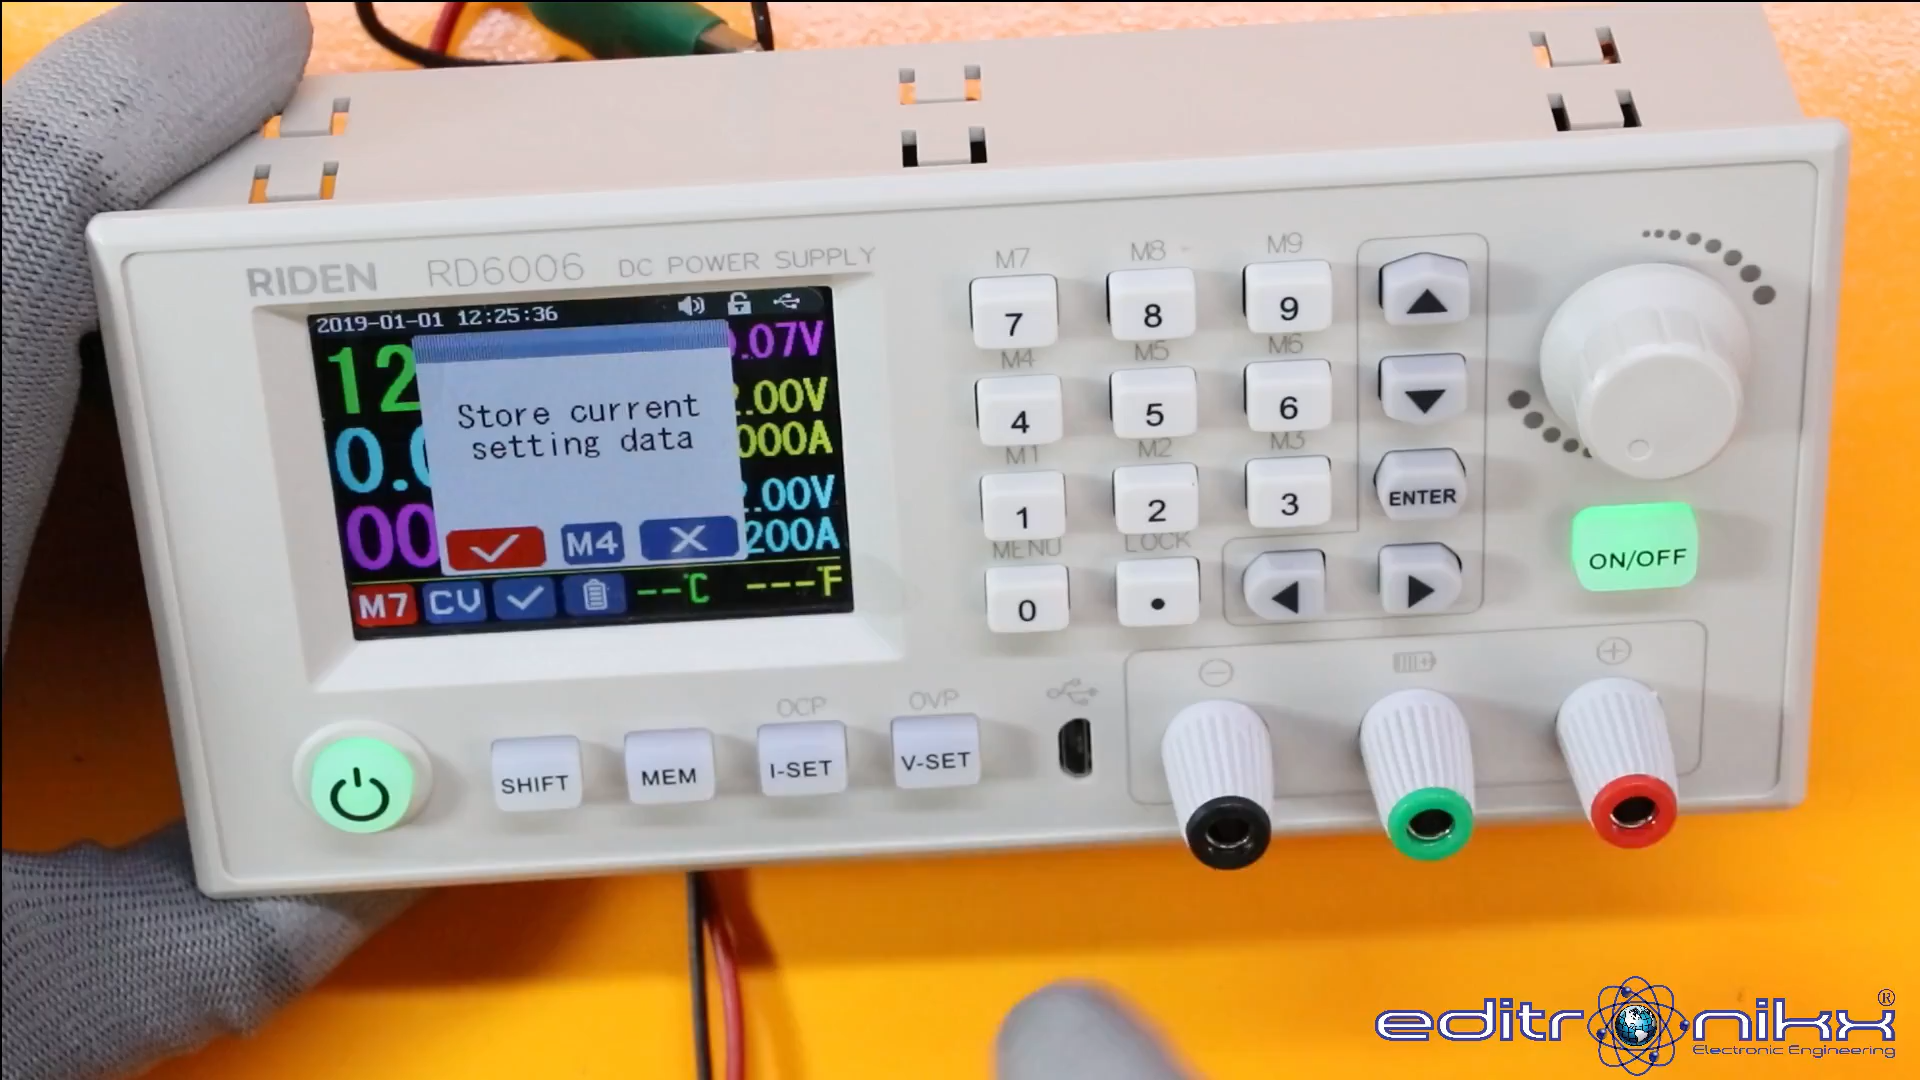 RIDEN RD6006 DC POWER SUPPLY
2019-01-01 12:25:36
12 .07V
Store current
setting data
.00V
0. 000A
.00V
00 200A
M4
M7 CV --℃ ---℉
M7 M8 M9
7 8 9
M4 M5 M6
4 5 6
M1 M2 M3
1 2 3
ENTER
MENU LOCK
0 •
ON/OFF
OCP OVP
SHIFT MEM I-SET V-SET
editronikx®
Electronic Engineering